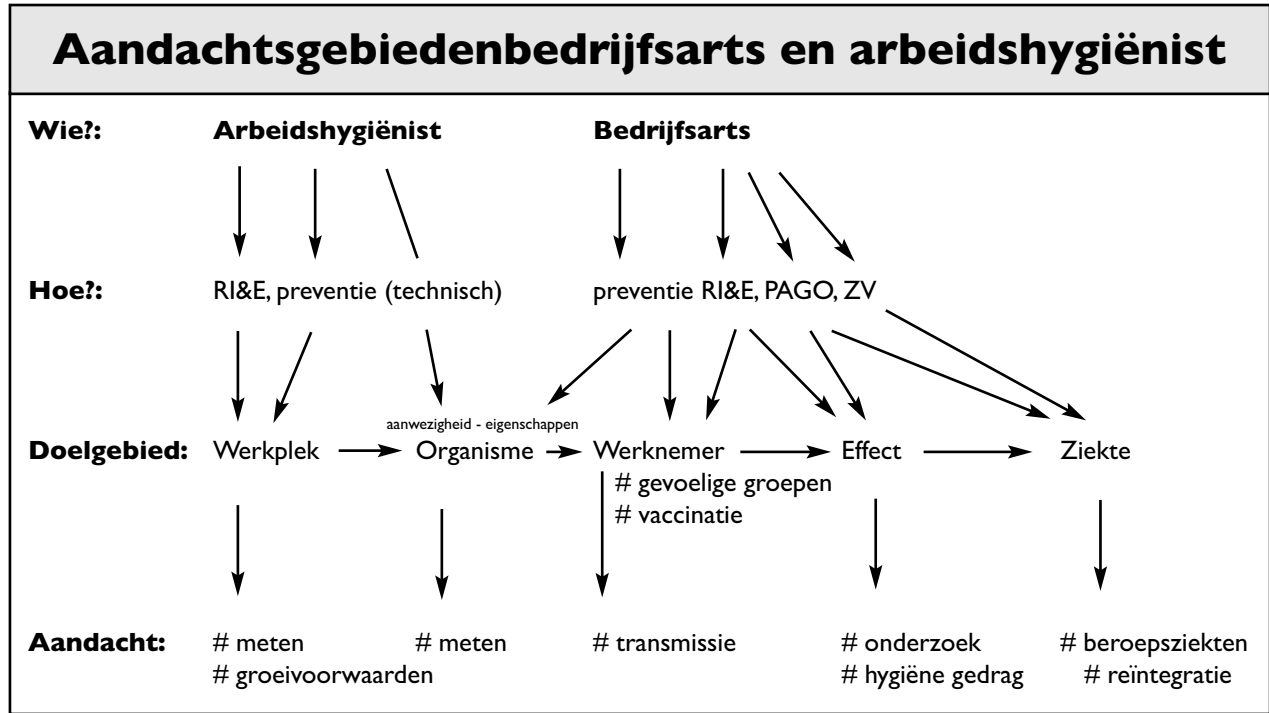 Aandachtsgebiedenbedrijfsarts en arbeidshygiënist
Wie?: Arbeidshygiënist Bedrijfsarts
Hoe?: RI&E, preventie (technisch) preventie RI&E, PAGO, ZV
aanwezigheid - eigenschappen
Doelgebied: Werkplek Organisme Werknemer Effect Ziekte
# gevoelige groepen
# vaccinatie
Aandacht: # meten # meten # transmissie # onderzoek # beroepsziekten
# groeivoorwaarden # hygiëne gedrag # reïntegratie